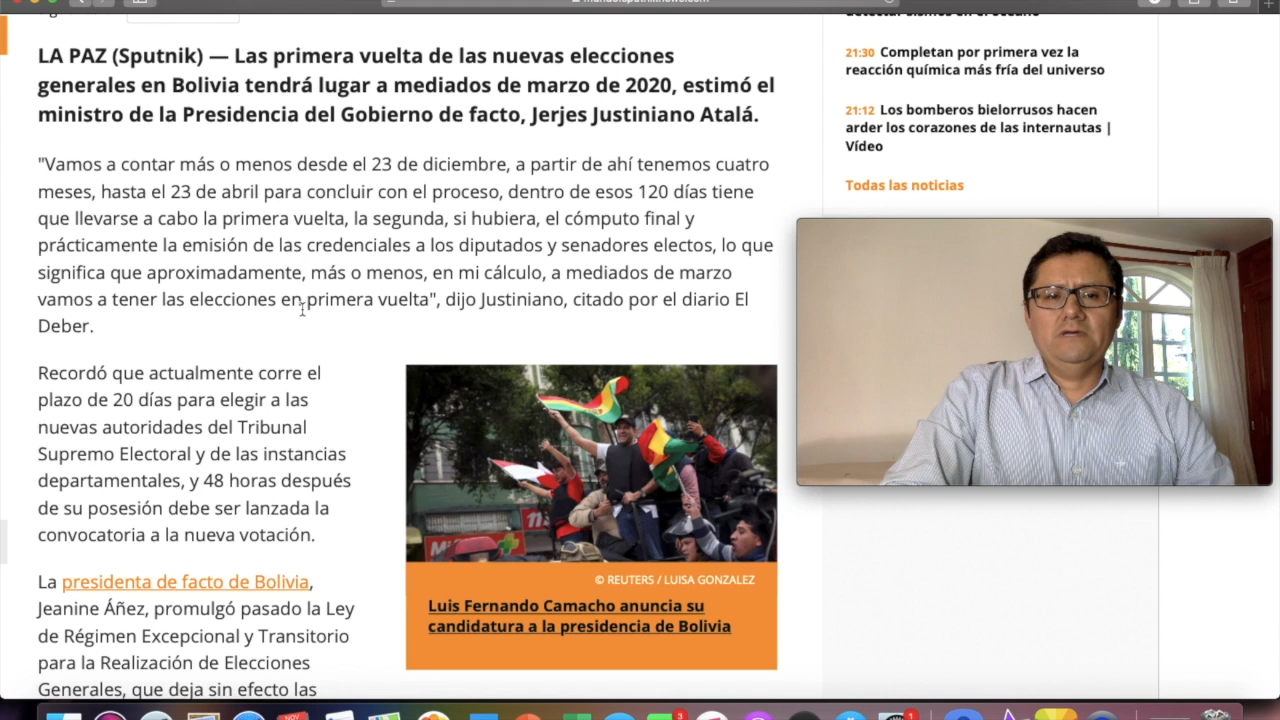 LA PAZ (Sputnik) — Las primera vuelta de las nuevas elecciones
generales en Bolivia tendrá lugar a mediados de marzo de 2020, estimó el
ministro de la Presidencia del Gobierno de facto, Jerjes Justiniano Atalá.
"Vamos a contar más o menos desde el 23 de diciembre, a partir de ahí tenemos cuatro
meses, hasta el 23 de abril para concluir con el proceso, dentro de esos 120 días tiene
que llevarse a cabo la primera vuelta, la segunda, si hubiera, el cómputo final y
prácticamente la emisión de las credenciales a los diputados y senadores electos, lo que
significa que aproximadamente, más o menos, en mi cálculo, a mediados de marzo
vamos a tener las elecciones en primera vuelta", dijo Justiniano, citado por el diario El
Deber.
Recordó que actualmente corre el
plazo de 20 días para elegir a las
nuevas autoridades del Tribunal
Supremo Electoral y de las instancias
departamentales, y 48 horas después
de su posesión debe ser lanzada la
convocatoria a la nueva votación.
La presidenta de facto de Bolivia,
Jeanine Áñez, promulgó pasado la Ley
de Régimen Excepcional y Transitorio
para la Realización de Elecciones
Generales, que deja sin efecto las
© REUTERS / LUISA GONZALEZ
Luis Fernando Camacho anuncia su
candidatura a la presidencia de Bolivia
21:30 Completan por primera vez la
reacción química más fría del universo
21:12 Los bomberos bielorrusos hacen
arder los corazones de las internautas |
Vídeo
Todas las noticias
NOV
3
1